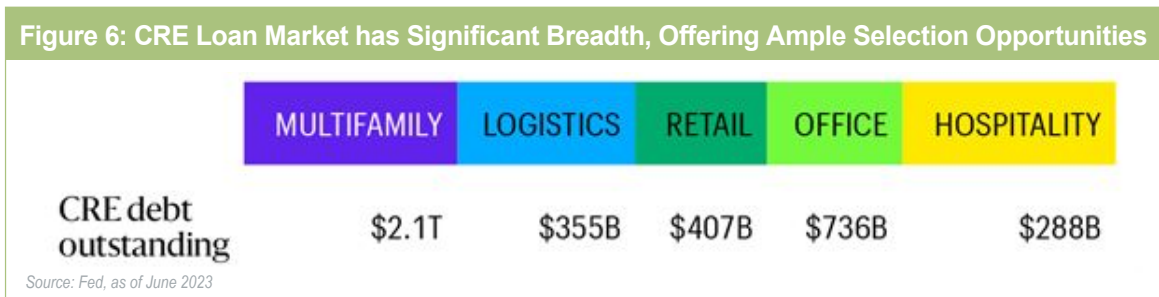 Figure 6: CRE Loan Market has Significant Breadth, Offering Ample Selection Opportunities
MULTIFAMILY LOGISTICS RETAIL OFFICE HOSPITALITY
CRE debt
outstanding
$2.1T $355B $407B $736B $288B
Source: Fed, as of June 2023